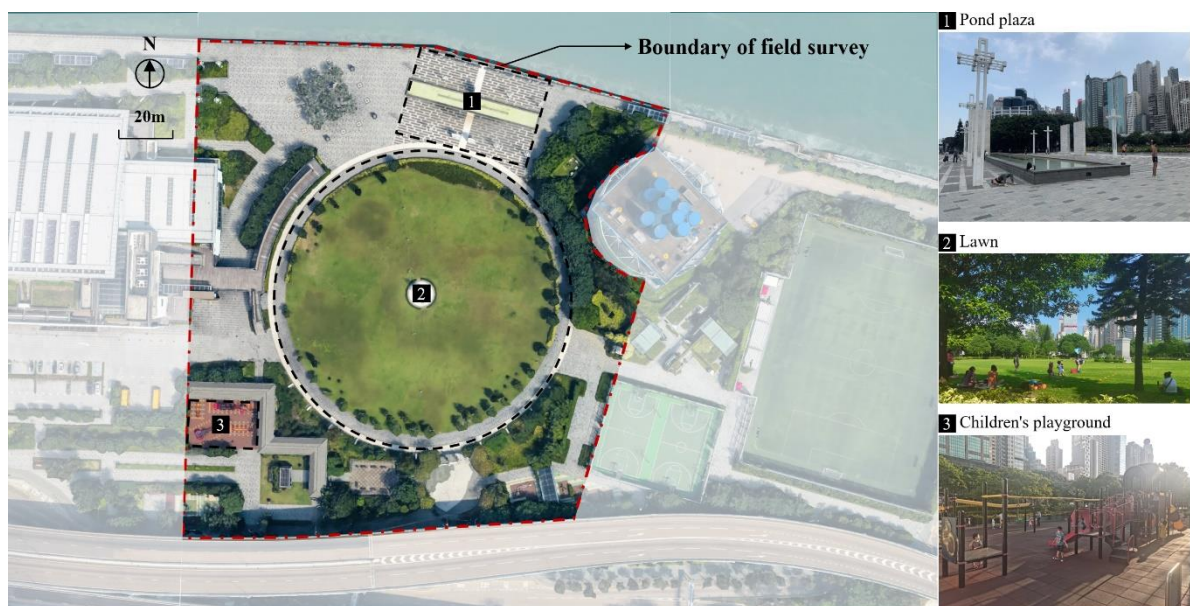 N
20m
Boundary of field survey
1
2
3
1 Pond plaza
2 Lawn
3 Children's playground